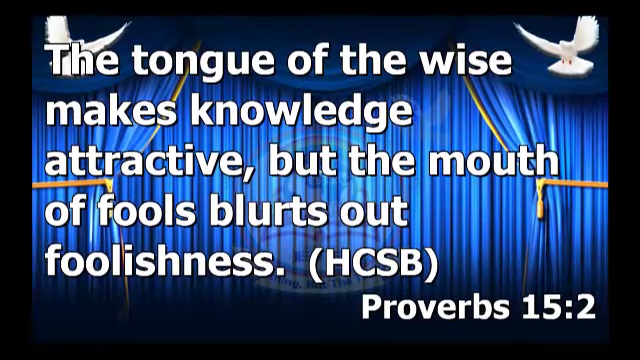 The tongue of the wise
makes knowledge
attractive, but the mouth
of fools blurts out
foolishness. (HCSB)
Proverbs 15:2